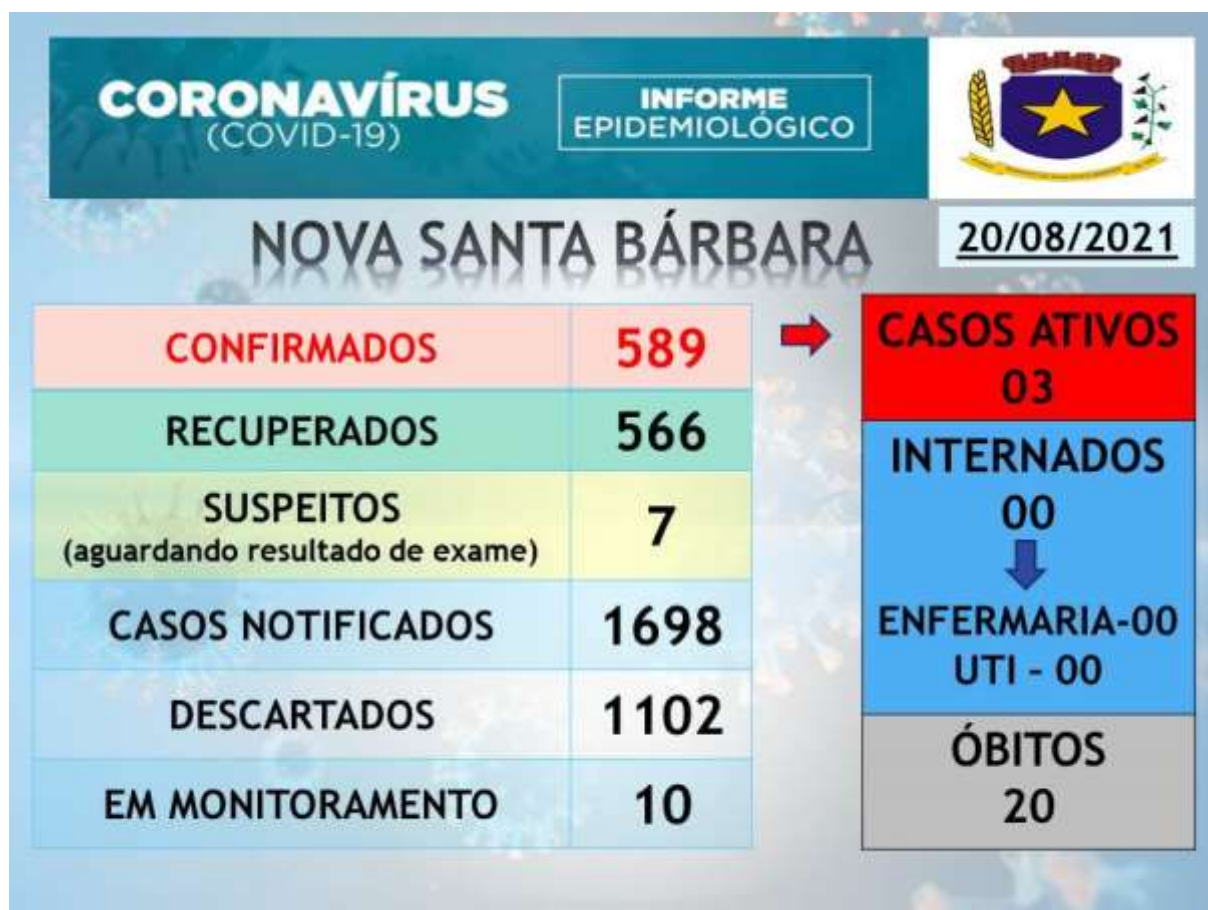 CORONAVÍRUS
(COVID-19)
INFORME
EPIDEMIOLÓGICO
NOVA SANTA BÁRBARA
20/08/2021
CONFIRMADOS 589
RECUPERADOS 566
SUSPEITOS
(aguardando resultado de exame) 7
CASOS NOTIFICADOS 1698
DESCARTADOS 1102
EM MONITORAMENTO 10
CASOS ATIVOS
03
INTERNADOS
00
ENFERMARIA-00
UTI - 00
ÓBITOS
20